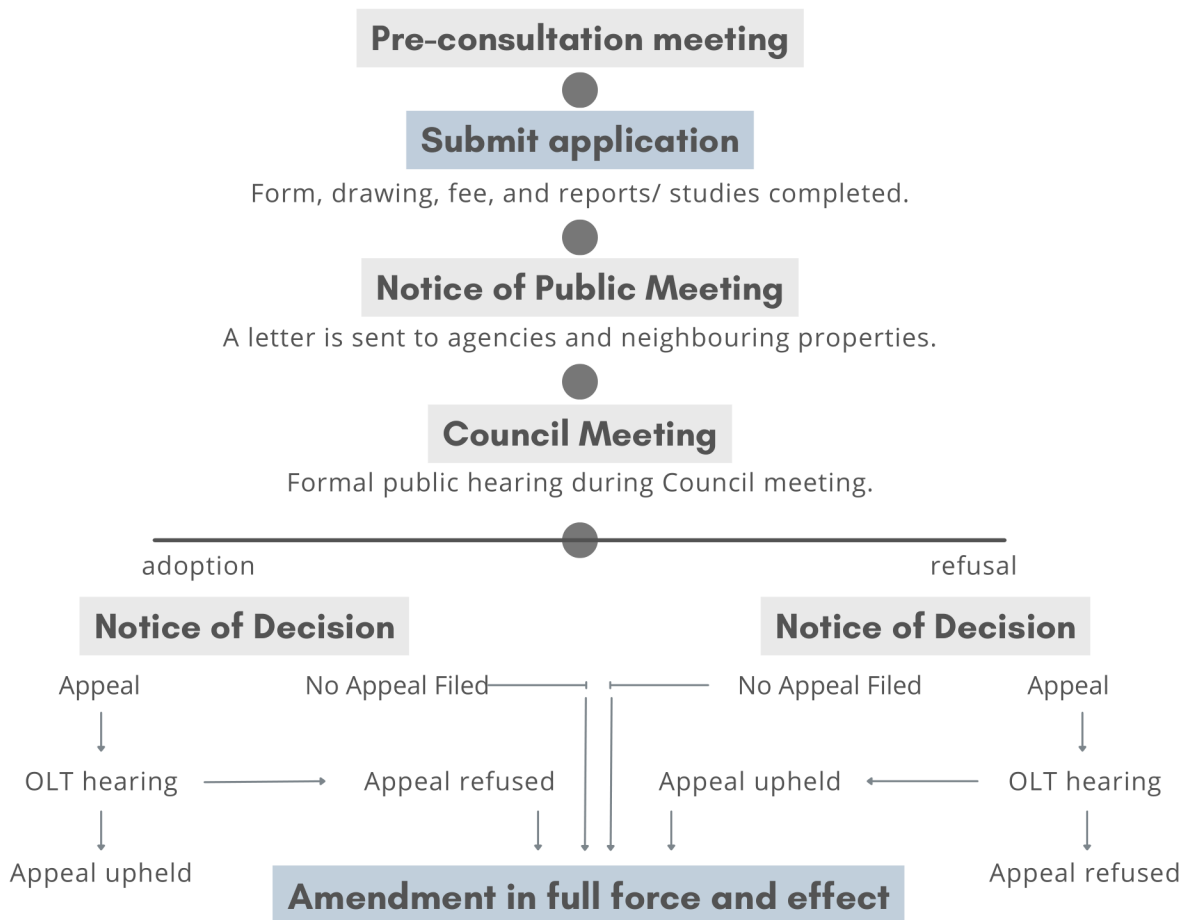 Pre-consultation meeting
Submit application
Form, drawing, fee, and reports/ studies completed.
Notice of Public Meeting
A letter is sent to agencies and neighbouring properties.
Council Meeting
Formal public hearing during Council meeting.
adoption
refusal
Notice of Decision
Notice of Decision
Appeal
No Appeal Filed
No Appeal Filed
Appeal
OLT hearing
Appeal refused
Appeal upheld
OLT hearing
Appeal upheld
Appeal refused
Amendment in full force and effect